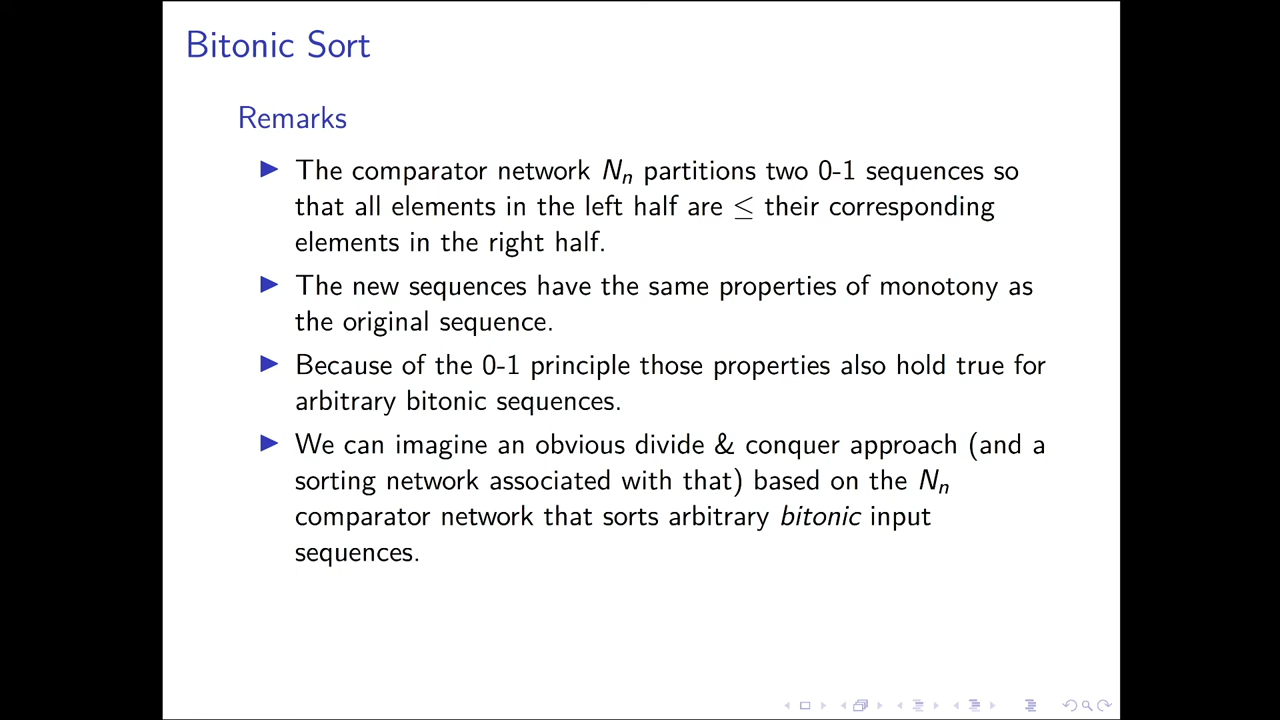 Bitonic Sort
Remarks
The comparator network Nn partitions two 0-1 sequences so
that all elements in the left half are ≤ their corresponding
elements in the right half.
The new sequences have the same properties of monotony as
the original sequence.
Because of the 0-1 principle those properties also hold true for
arbitrary bitonic sequences.
We can imagine an obvious divide & conquer approach (and a
sorting network associated with that) based on the Nn
comparator network that sorts arbitrary bitonic input
sequences.